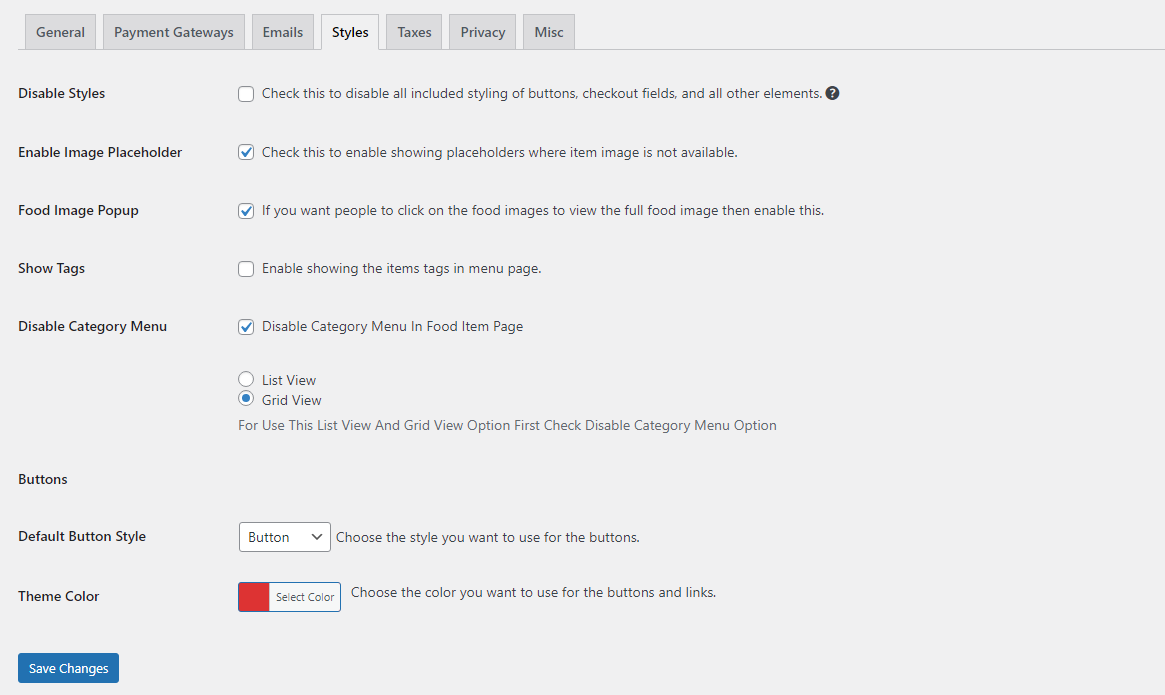 General Payment Gateways Emails Styles Taxes Privacy Misc
Disable Styles Check this to disable all included styling of buttons, checkout fields, and all other elements. ?
Enable Image Placeholder Check this to enable showing placeholders where item image is not available.
Food Image Popup If you want people to click on the food images to view the full food image then enable this.
Show Tags Enable showing the items tags in menu page.
Disable Category Menu Disable Category Menu In Food Item Page
List View
Grid View
For Use This List View And Grid View Option First Check Disable Category Menu Option
Buttons
Default Button Style Button Choose the style you want to use for the buttons.
Theme Color Select Color Choose the color you want to use for the buttons and links.
Save Changes